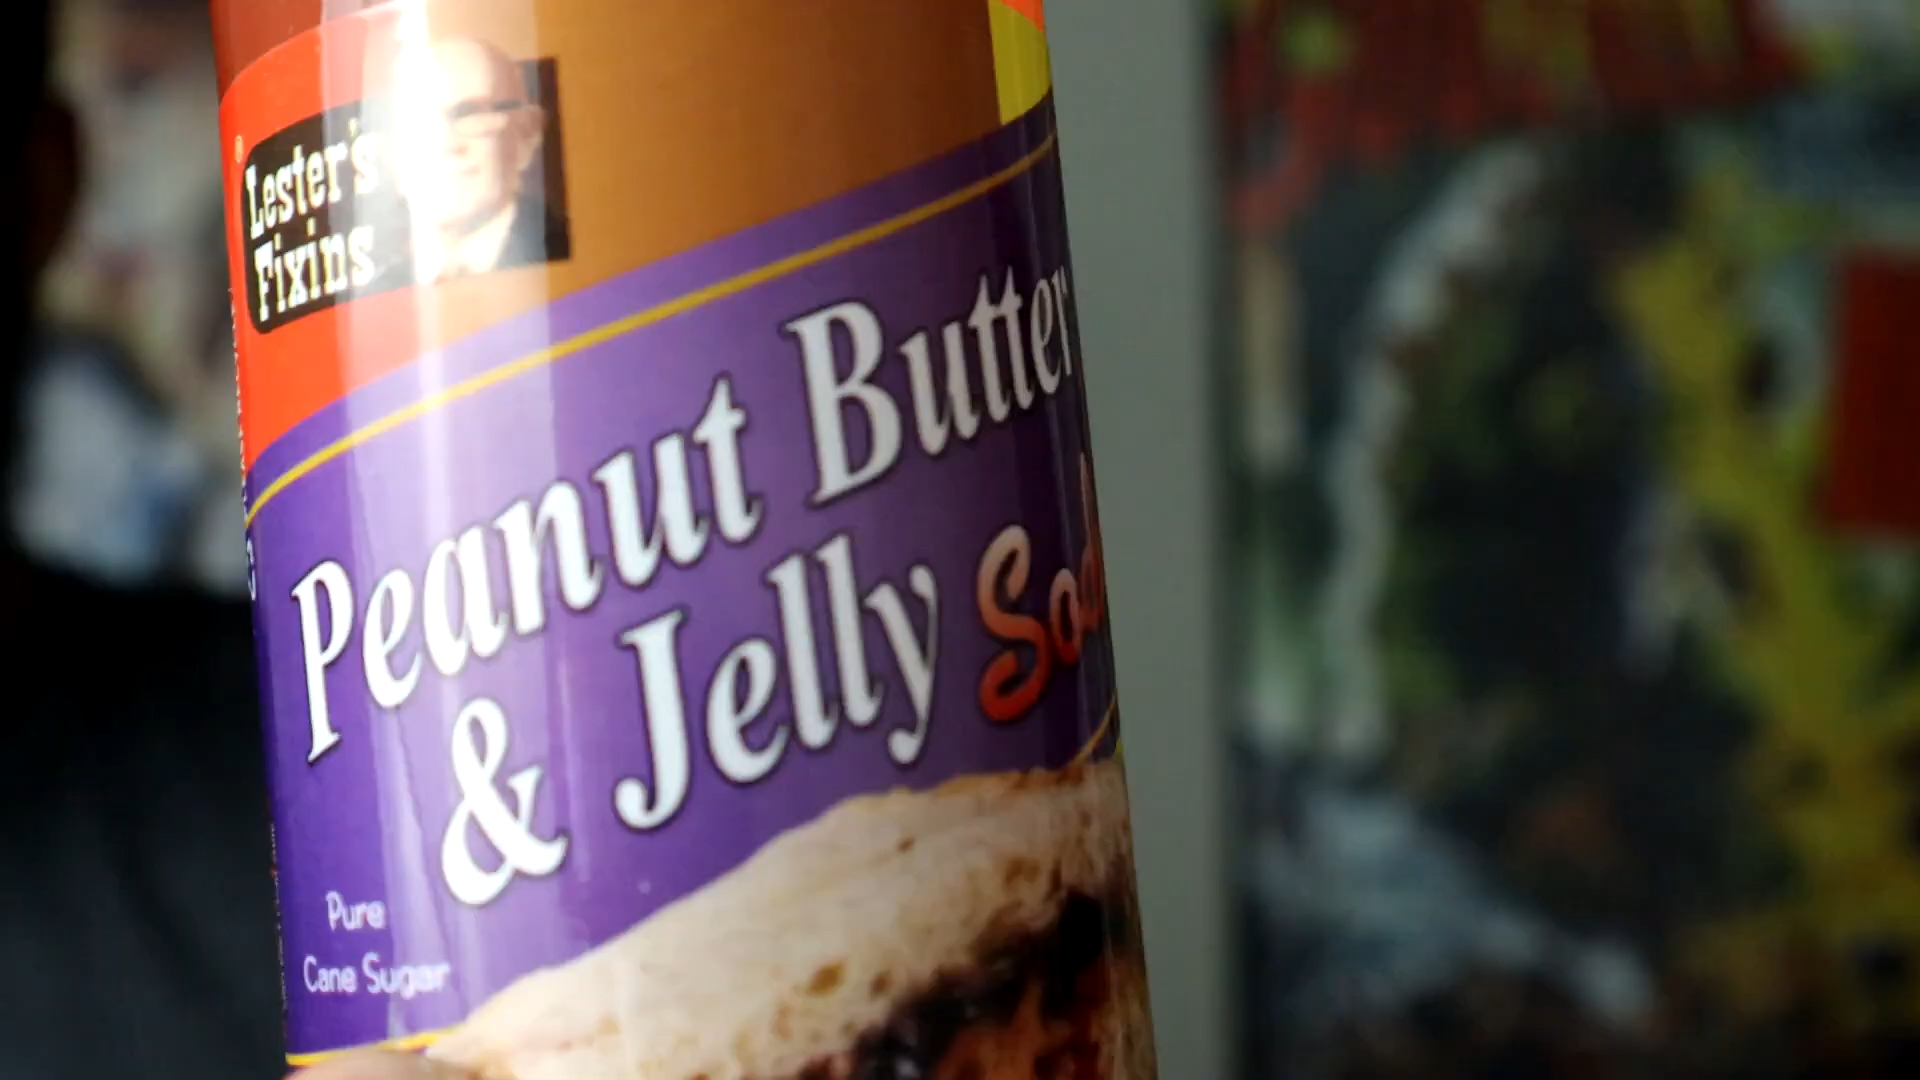 Lester's
Fixins
Peanut Butter
& Jelly
Pure
Cane Sugar